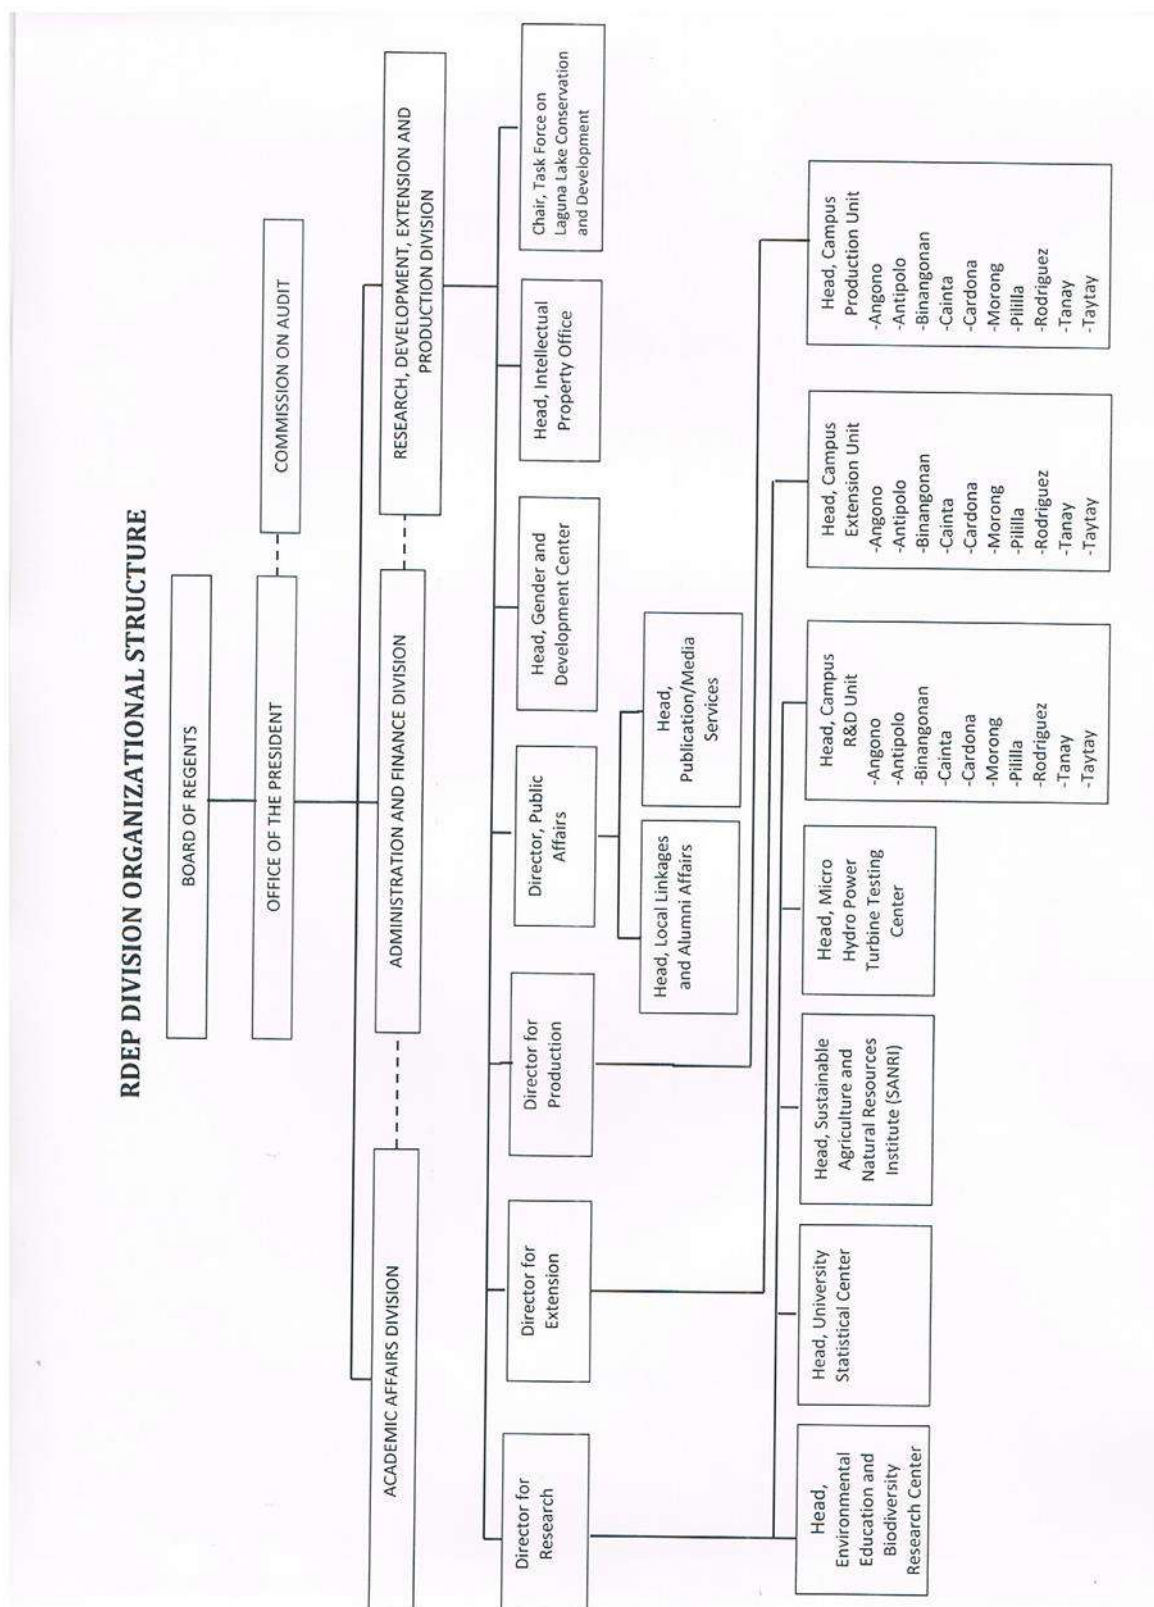 RDEP DIVISION ORGANIZATIONAL STRUCTURE
BOARD OF REGENTS
OFFICE OF THE PRESIDENT
COMMISSION ON AUDIT
ACADEMIC AFFAIRS DIVISION
ADMINISTRATION AND FINANCE DIVISION
RESEARCH, DEVELOPMENT, EXTENSION AND
PRODUCTION DIVISION
Director for
Research
Director for
Extension
Director for
Production
Director, Public
Affairs
Head, Gender and
Development Center
Head, Intellectual
Property Office
Chair, Task Force on
Laguna Lake Conservation
and Development
Head, Local Linkages
and Alumni Affairs
Head,
Publication/Media
Services
Head,
Environmental
Education and
Biodiversity
Research Center
Head, University
Statistical Center
Head, Sustainable
Agriculture and
Natural Resources
Institute (SANRI)
Head, Micro
Hydro Power
Turbine Testing
Center
Head, Campus
R&D Unit
-Angono
-Antipolo
-Binangonan
-Cainta
-Cardona
-Morong
-Pililla
-Rodriguez
-Tanay
-Taytay
Head, Campus
Extension Unit
-Angono
-Antipolo
-Binangonan
-Cainta
-Cardona
-Morong
-Pililla
-Rodriguez
-Tanay
-Taytay
Head, Campus
Production Unit
-Angono
-Antipolo
-Binangonan
-Cainta
-Cardona
-Morong
-Pililla
-Rodriguez
-Tanay
-Taytay